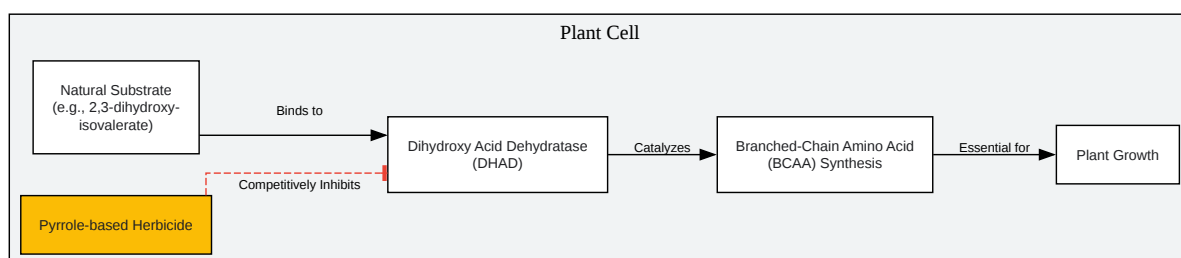 Plant Cell
Natural Substrate
(e.g., 2,3-dihydroxy-
isovalerate)
Binds to
Dihydroxy Acid Dehydratase
(DHAD)
Catalyzes
Branched-Chain Amino Acid
(BCAA) Synthesis
Essential for
Plant Growth
Competitively Inhibits
Pyrrole-based Herbicide